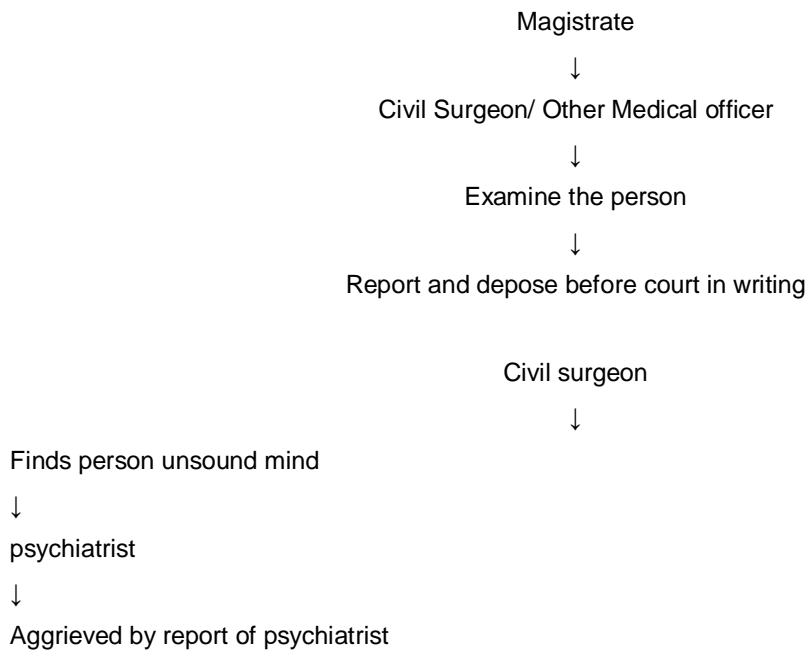 Magistrate
↓
Civil Surgeon/ Other Medical officer
↓
Examine the person
↓
Report and depose before court in writing
Civil surgeon
↓
Finds person unsound mind
↓
psychiatrist
↓
Aggrieved by report of psychiatrist